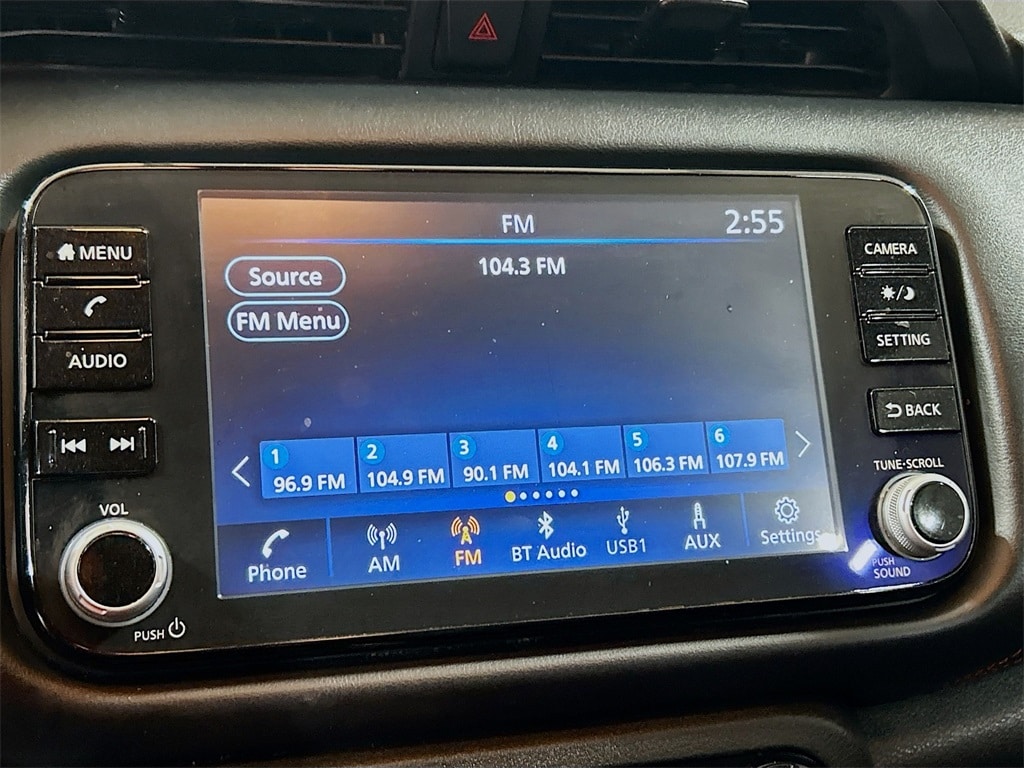 FM
2:55
104.3 FM
Source
FM Menu
1
96.9 FM
2
104.9 FM
3
90.1 FM
4
104.1 FM
5
106.3 FM
6
107.9 FM
Phone
AM
FM
BT Audio
USB1
AUX
Settings
MENU
AUDIO
VOL
PUSH
CAMERA
SETTING
BACK
TUNE·SCROLL
PUSH
SOUND